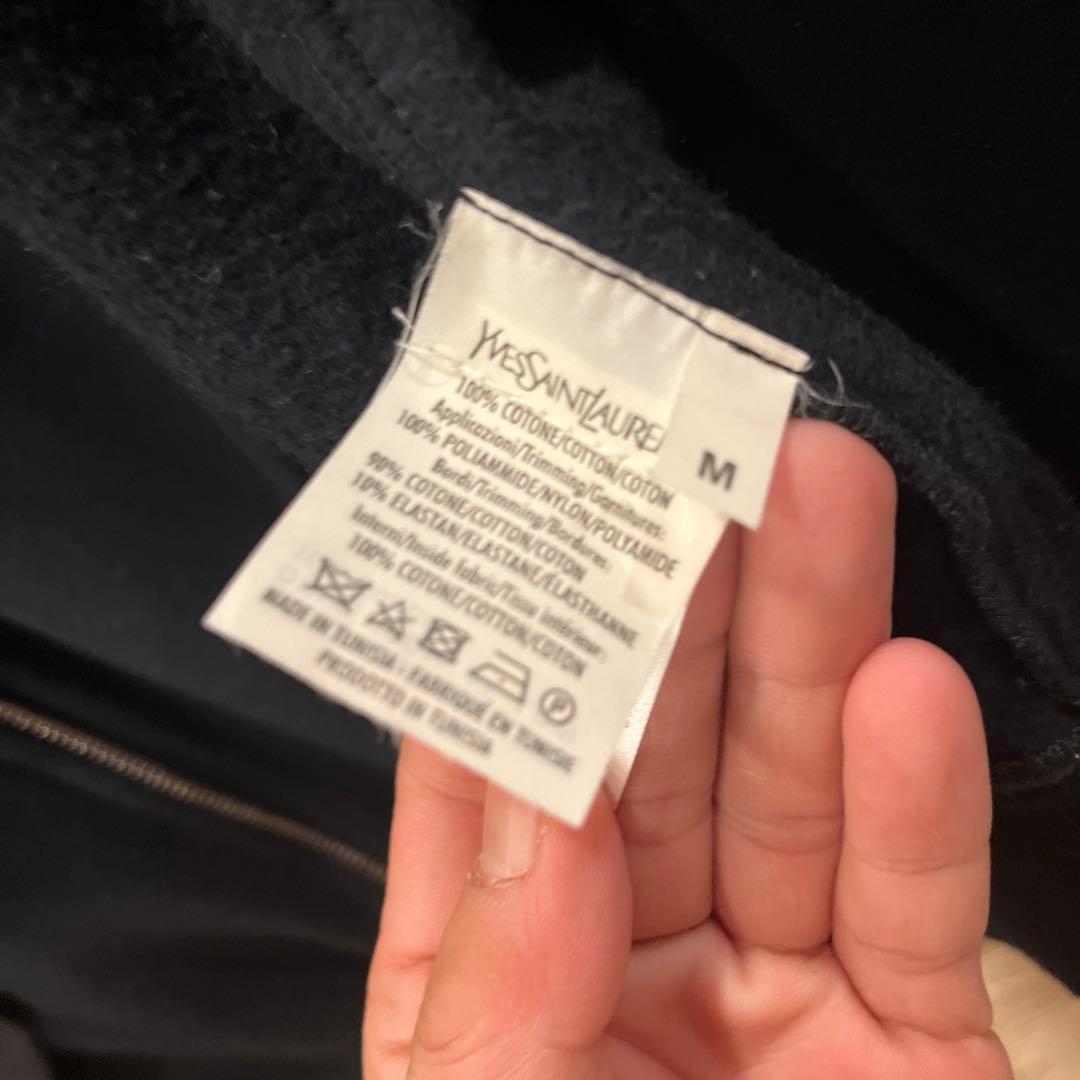 YVESSAINTLAURE
M
100% COTONE/COTTON/COTON
Applicazioni/Trimming/Garnitures:
100% POLIAMMIDE/NYLON/POLYAMIDE
Bordi/Trimming/Bordures:
90% COTONE/COTTON/COTON
10% ELASTAN/ELASTANE/ELASTHANNE
Interni/Inside fabric/Tissu intérieur:
100% COTONE/COTTON/COTON
P
MADE IN TUNISIA - FABRIQUÉ EN TUNISIE
PRODOTTO IN TUNISIA